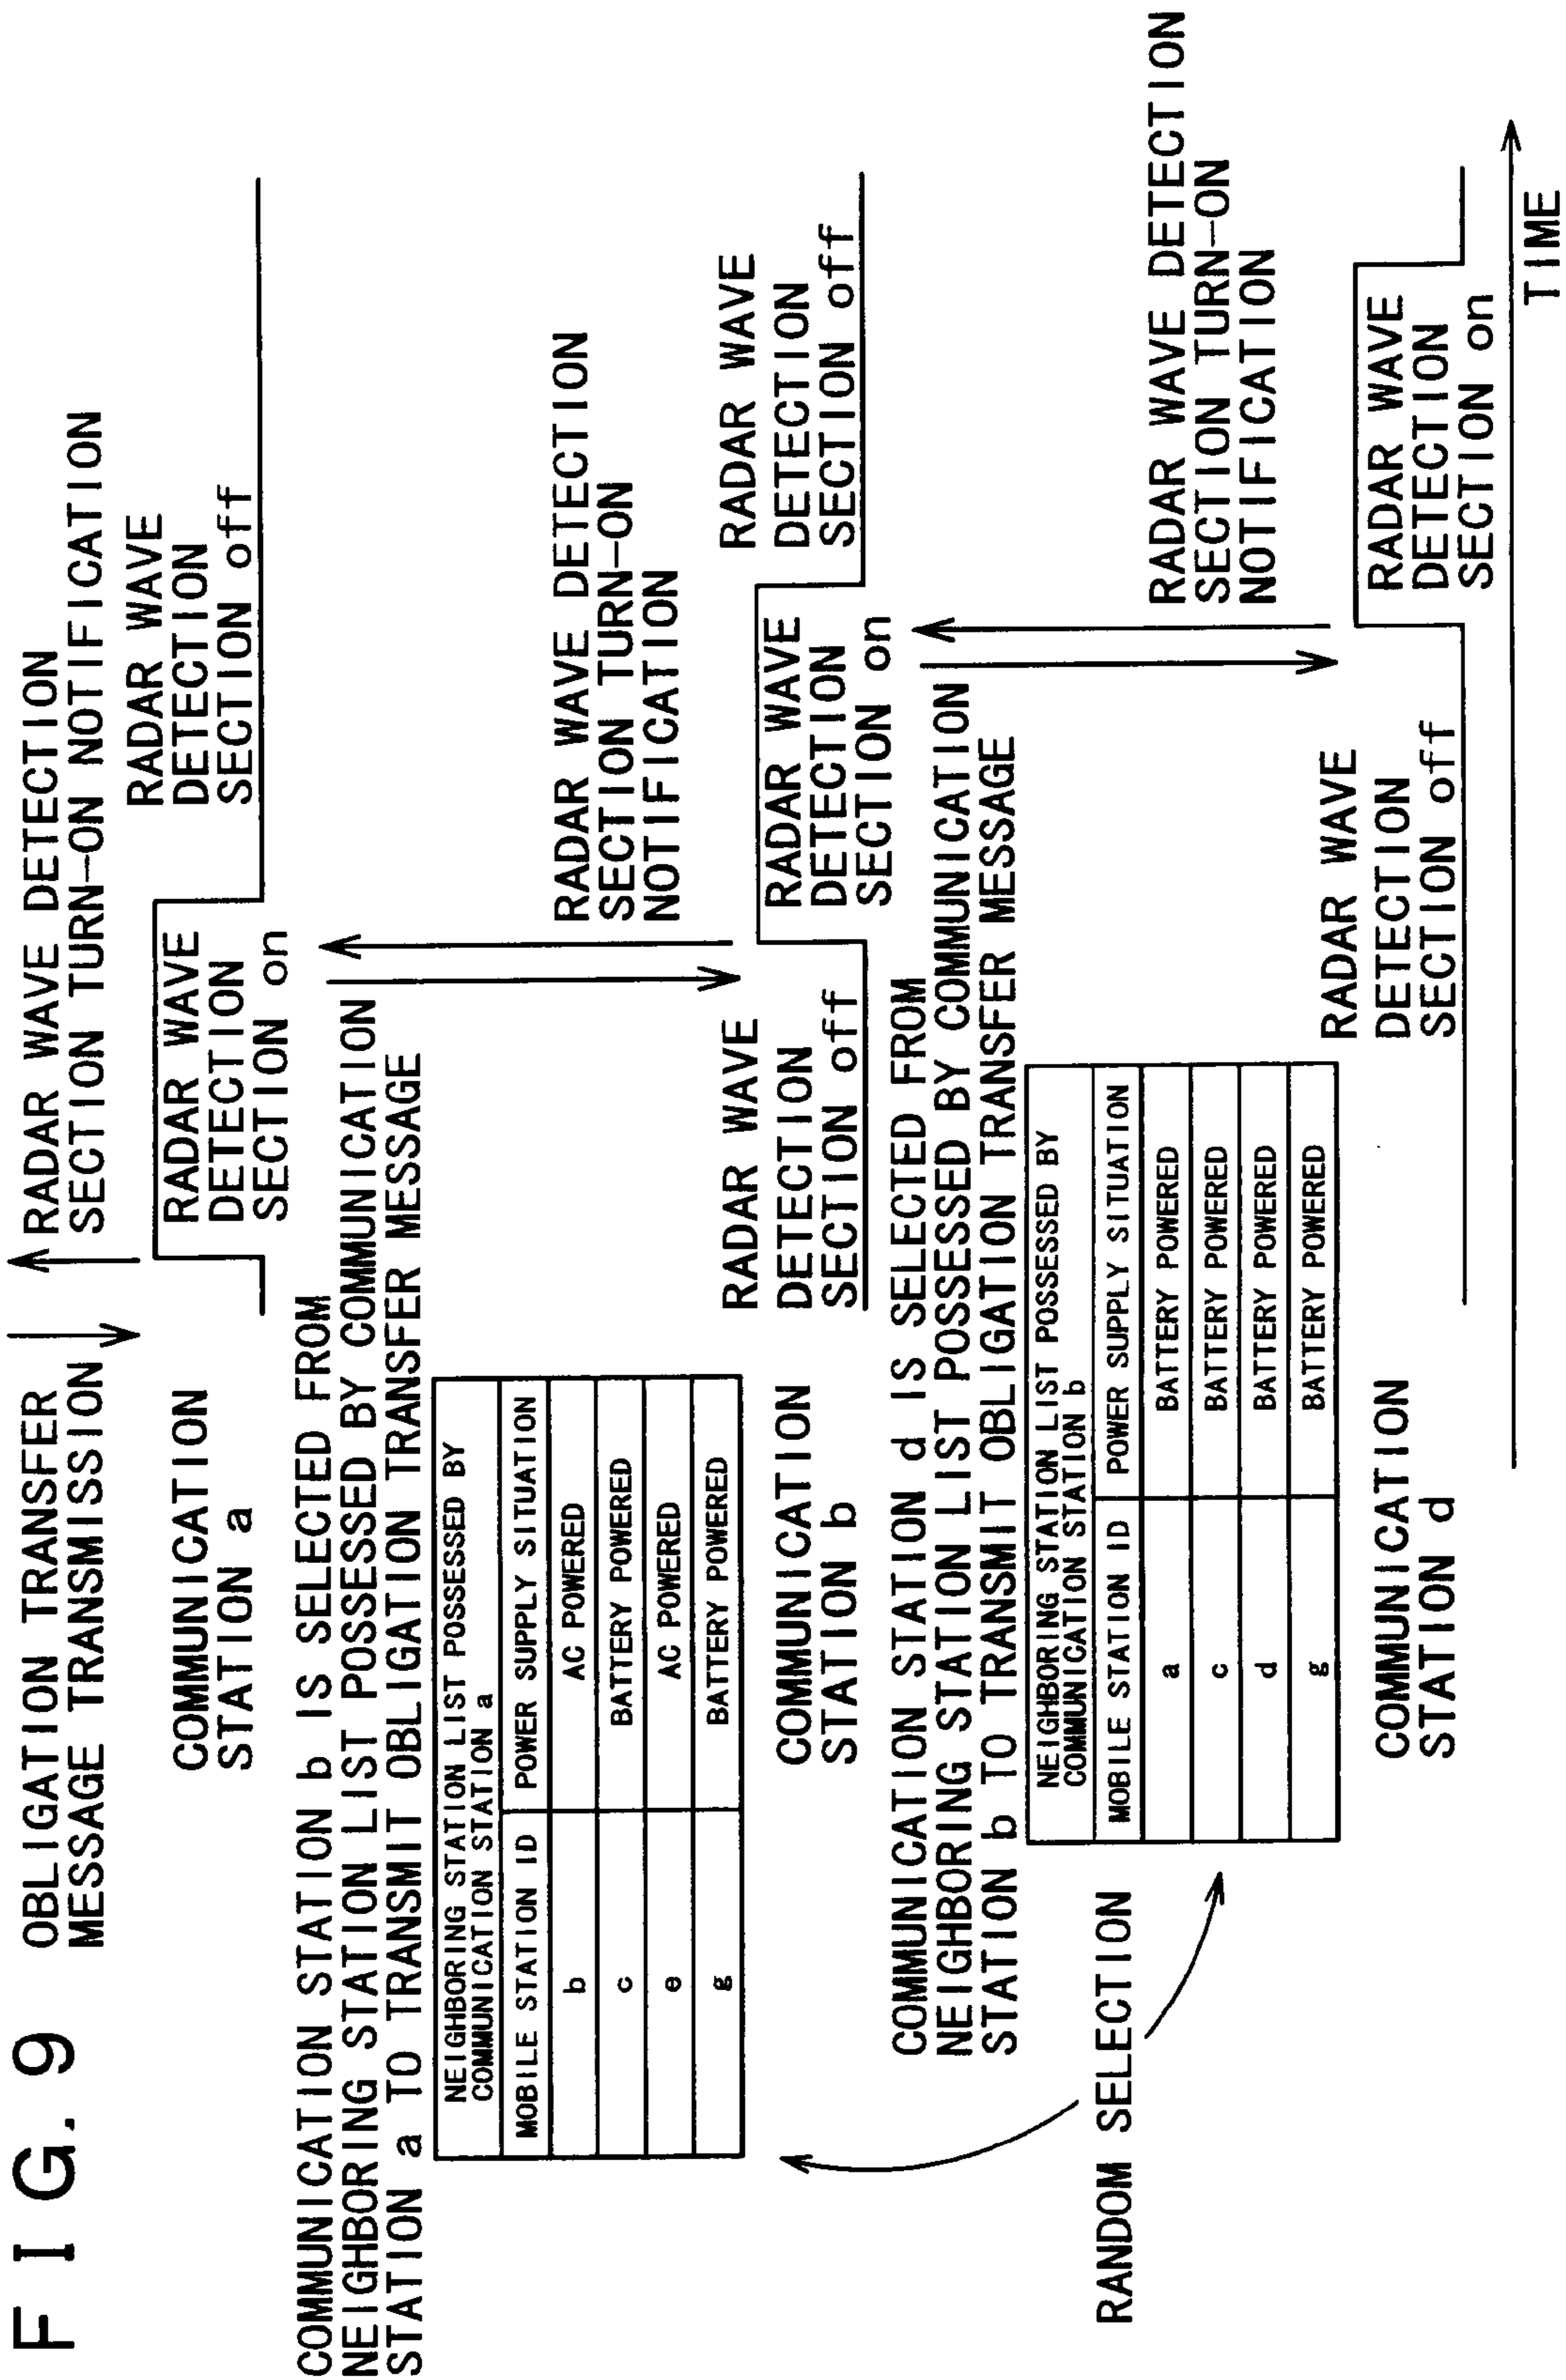 FIG. 9
OBLIGATION TRANSFER
MESSAGE TRANSMISSION
RADAR WAVE DETECTION
SECTION TURN-ON NOTIFICATION
COMMUNICATION
STATION a
RADAR WAVE
DETECTION
SECTION on
RADAR WAVE
DETECTION
SECTION off
COMMUNICATION STATION b IS SELECTED FROM
NEIGHBORING STATION LIST POSSESSED BY COMMUNICATION
STATION a TO TRANSMIT OBLIGATION TRANSFER MESSAGE
NEIGHBORING STATION LIST POSSESSED BY
COMMUNICATION STATION a
MOBILE STATION ID POWER SUPPLY SITUATION
b AC POWERED
c BATTERY POWERED
e AC POWERED
g BATTERY POWERED
RADAR WAVE DETECTION
SECTION TURN-ON
NOTIFICATION
COMMUNICATION
STATION b
RADAR WAVE
DETECTION
SECTION off
RADAR WAVE
DETECTION
SECTION on
RADAR WAVE
DETECTION
SECTION off
COMMUNICATION STATION d IS SELECTED FROM
NEIGHBORING STATION LIST POSSESSED BY COMMUNICATION
STATION b TO TRANSMIT OBLIGATION TRANSFER MESSAGE
RANDOM SELECTION
NEIGHBORING STATION LIST POSSESSED BY
COMMUNICATION STATION b
MOBILE STATION ID POWER SUPPLY SITUATION
a BATTERY POWERED
c BATTERY POWERED
d BATTERY POWERED
g BATTERY POWERED
RADAR WAVE DETECTION
SECTION TURN-ON
NOTIFICATION
COMMUNICATION
STATION d
RADAR WAVE
DETECTION
SECTION off
RADAR WAVE
DETECTION
SECTION on
TIME